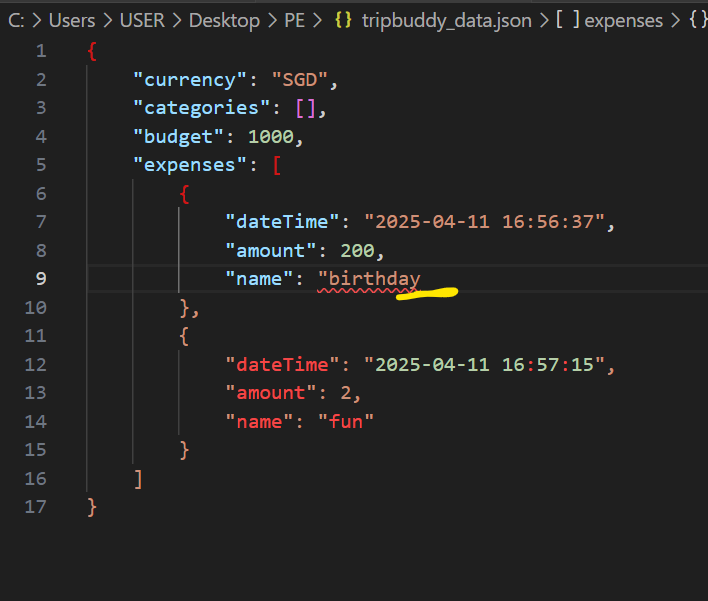 C: > Users > USER > Desktop > PE > {} tripbuddy_data.json > [ ] expenses > {}
1 {
2 "currency": "SGD",
3 "categories": [],
4 "budget": 1000,
5 "expenses": [
6 {
7 "dateTime": "2025-04-11 16:56:37",
8 "amount": 200,
9 "name": "birthday
10 },
11 {
12 "dateTime": "2025-04-11 16:57:15",
13 "amount": 2,
14 "name": "fun"
15 }
16 ]
17 }